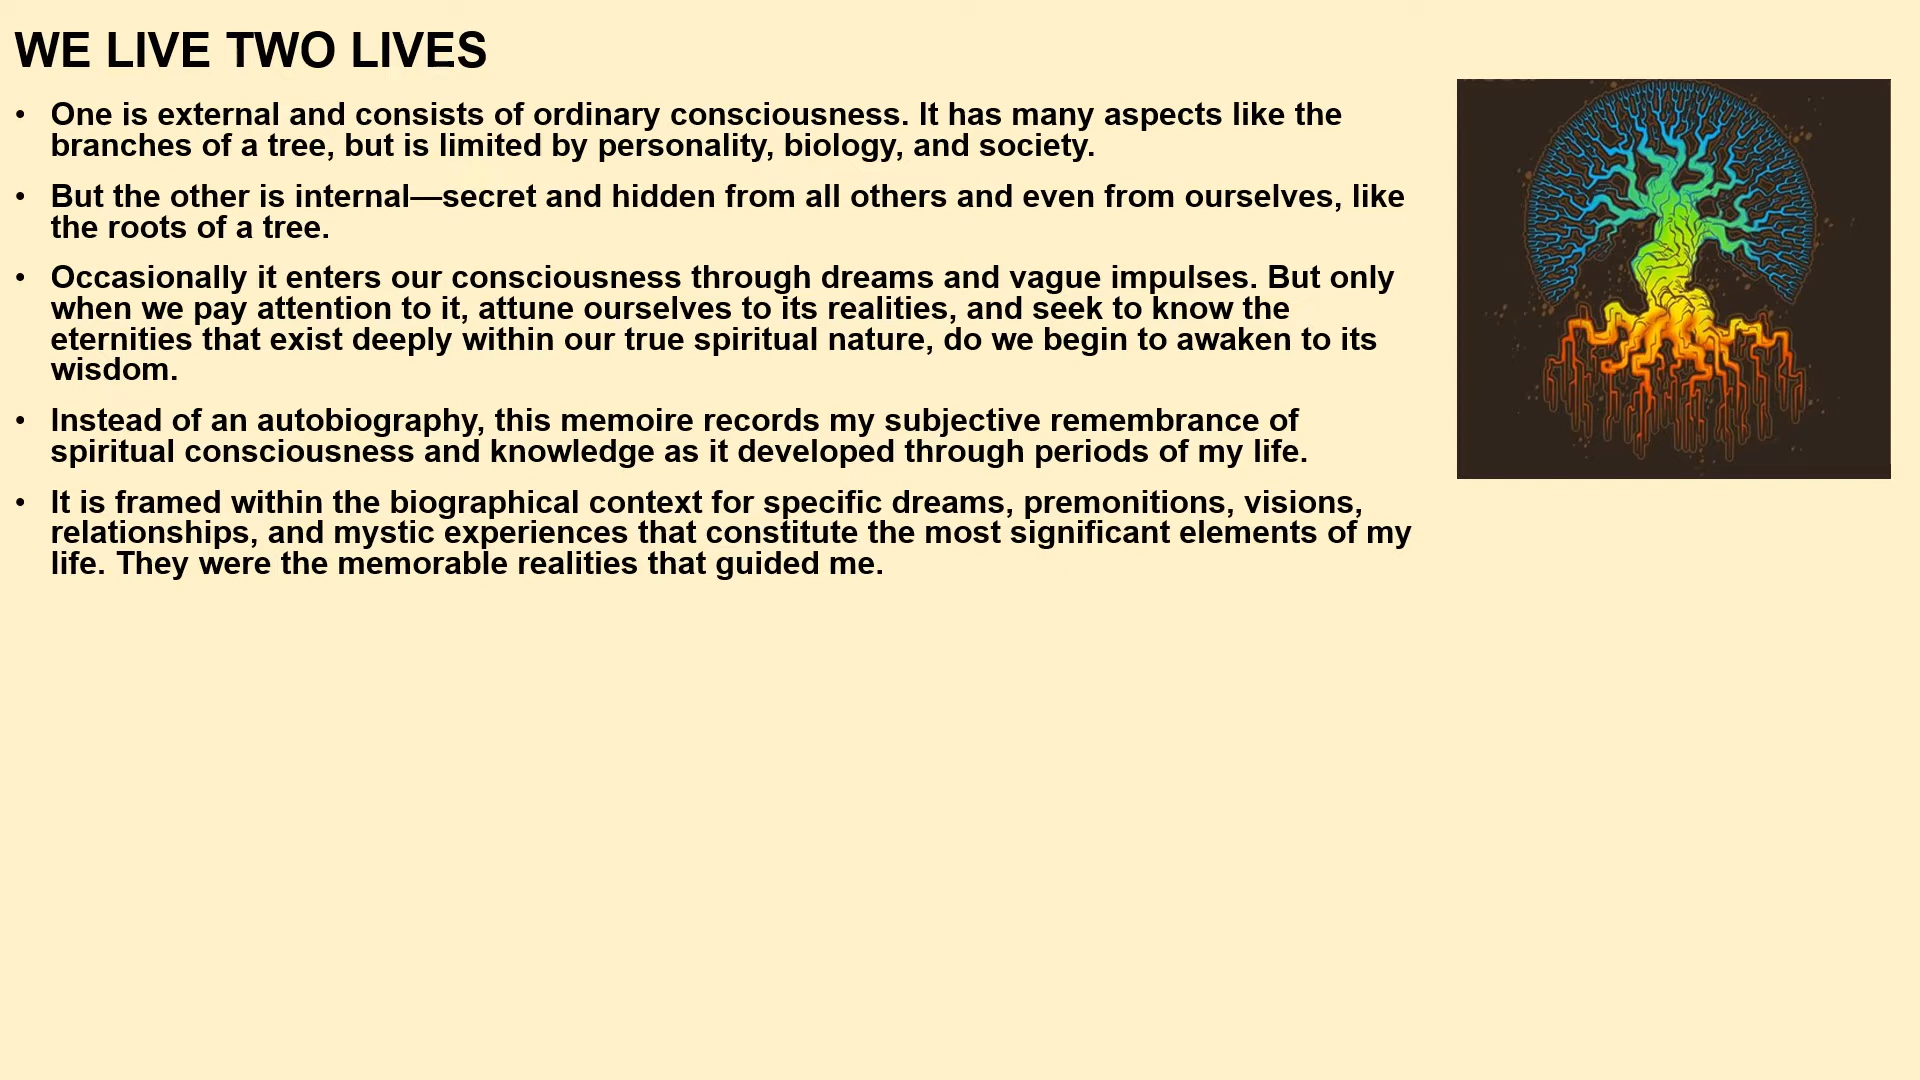 WE LIVE TWO LIVES
• One is external and consists of ordinary consciousness. It has many aspects like the
branches of a tree, but is limited by personality, biology, and society.
• But the other is internal—secret and hidden from all others and even from ourselves, like
the roots of a tree.
• Occasionally it enters our consciousness through dreams and vague impulses. But only
when we pay attention to it, attune ourselves to its realities, and seek to know the
eternities that exist deeply within our true spiritual nature, do we begin to awaken to its
wisdom.
• Instead of an autobiography, this memoire records my subjective remembrance of
spiritual consciousness and knowledge as it developed through periods of my life.
• It is framed within the biographical context for specific dreams, premonitions, visions,
relationships, and mystic experiences that constitute the most significant elements of my
life. They were the memorable realities that guided me.